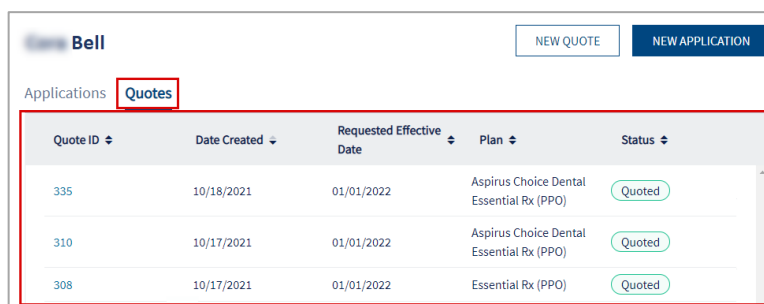 Bell
NEW QUOTE
NEW APPLICATION
Applications
Quotes
Quote ID
Date Created
Requested Effective
Date
Plan
Status
335
10/18/2021
01/01/2022
Aspirus Choice Dental
Essential Rx (PPO)
Quoted
310
10/17/2021
01/01/2022
Aspirus Choice Dental
Essential Rx (PPO)
Quoted
308
10/17/2021
01/01/2022
Essential Rx (PPO)
Quoted